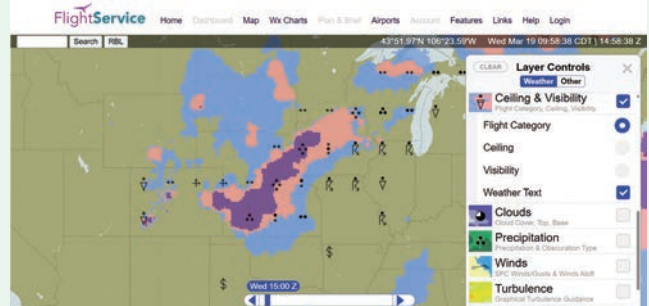 FlightService Home Dashboard Map Wx Charts Plan & Brief Airports Account Features Links Help Login
Search RBL 43°51.97'N 106°23.59'W Wed Mar 19 09:58:38 CDT | 14:58:38 Z
CLEAR Layer Controls ×
Weather Other
Ceiling & Visibility
Flight Category, Ceiling, Visibility
Flight Category
Ceiling
Visibility
Weather Text
Clouds
Cloud Cover, Top, Base
Precipitation
Precipitation & Obscuration Type
Winds
SFC Winds/Gusts & Winds Aloft
Turbulence
Graphical Turbulence Guidance
Wed 15:00 Z